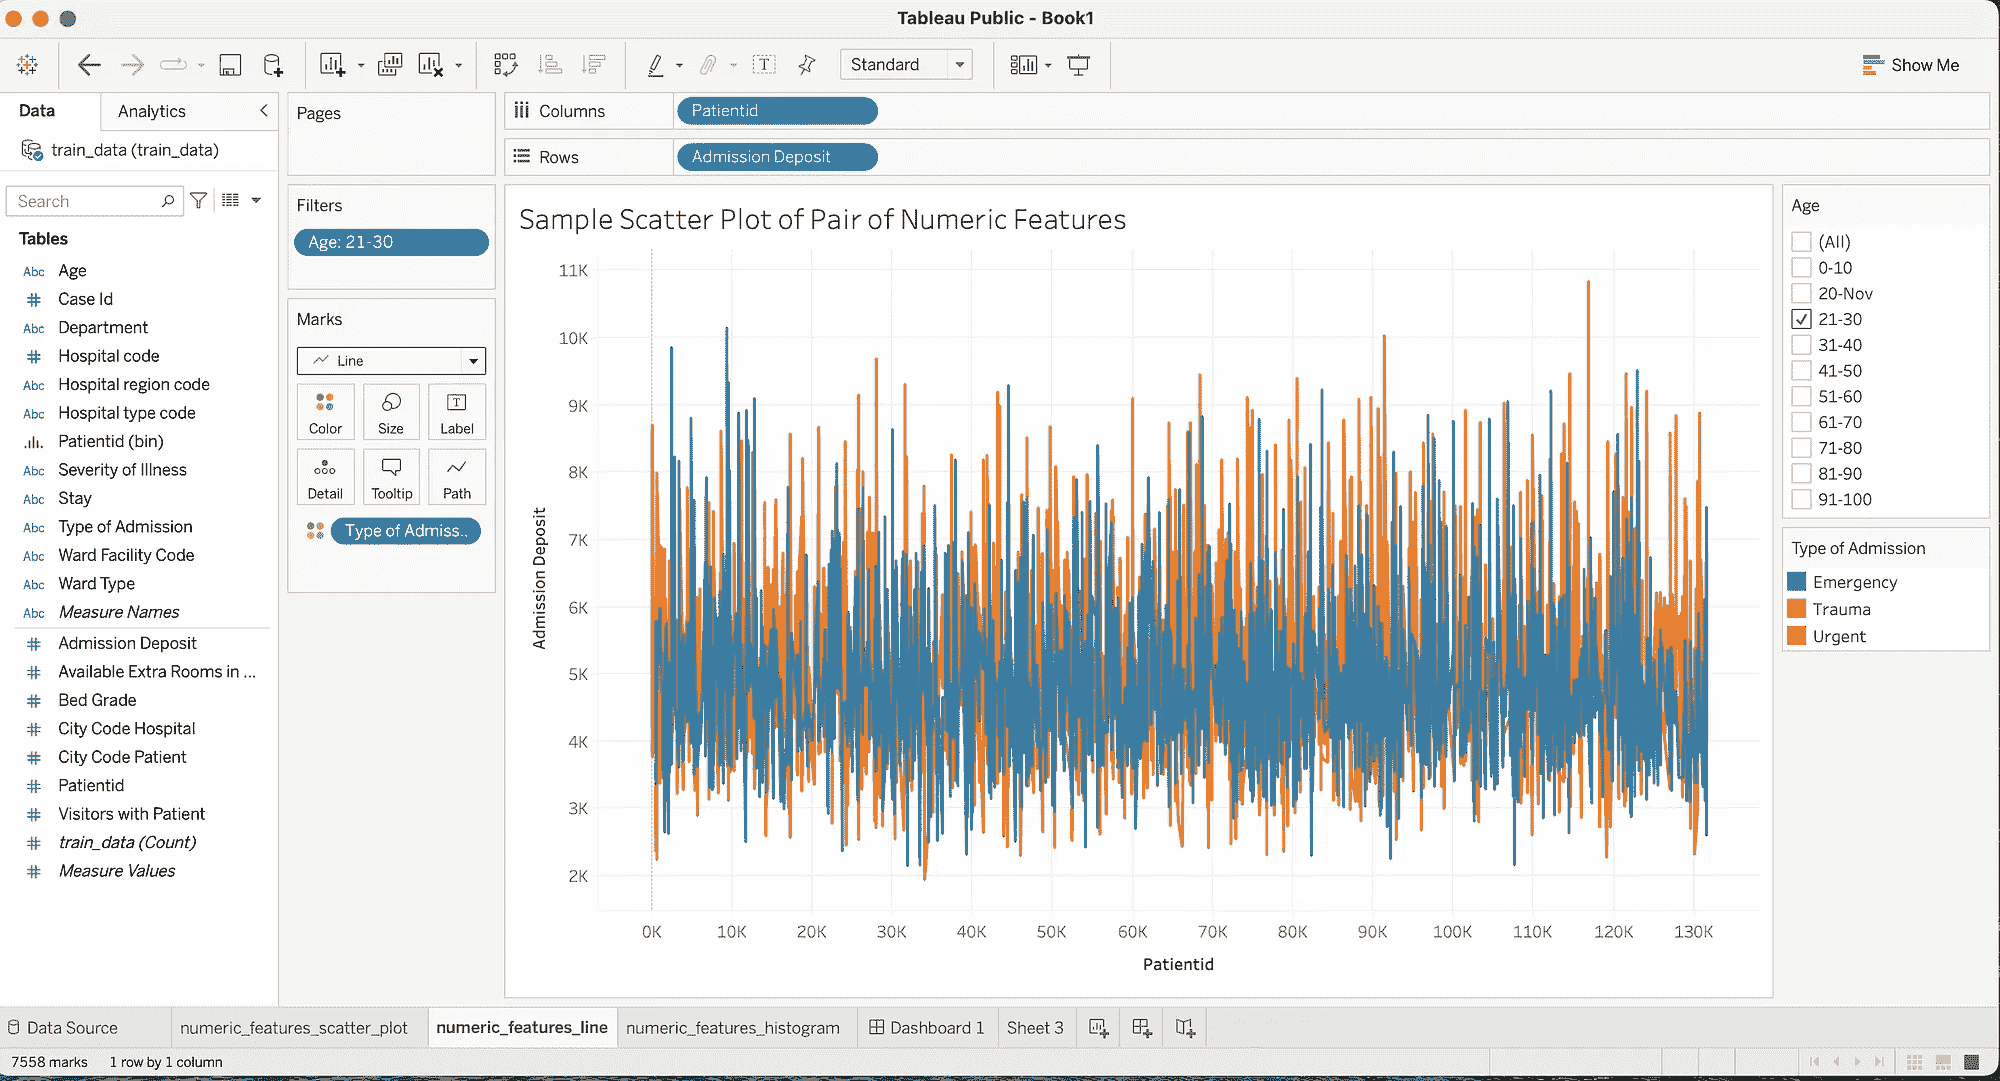 Tableau Public - Book1
Standard
Show Me
Data
Analytics
train_data (train_data)
Search
Tables
Abc Age
Case Id
Abc Department
Hospital code
Abc Hospital region code
Abc Hospital type code
Patientid (bin)
Abc Severity of Illness
Abc Stay
Abc Type of Admission
Abc Ward Facility Code
Abc Ward Type
Abc Measure Names
Admission Deposit
Available Extra Rooms in ...
Bed Grade
City Code Hospital
City Code Patient
Patientid
Visitors with Patient
train_data (Count)
Measure Values
Pages
Filters
Age: 21-30
Marks
Line
Color Size Label
Detail Tooltip Path
Type of Admiss..
Columns Patientid
Rows Admission Deposit
Sample Scatter Plot of Pair of Numeric Features
11K
10K
9K
8K
7K
6K
5K
4K
3K
2K
Admission Deposit
0K 10K 20K 30K 40K 50K 60K 70K 80K 90K 100K 110K 120K 130K
Patientid
Age
(All)
0-10
20-Nov
21-30
31-40
41-50
51-60
61-70
71-80
81-90
91-100
Type of Admission
Emergency
Trauma
Urgent
Data Source numeric_features_scatter_plot numeric_features_line numeric_features_histogram Dashboard 1 Sheet 3
7558 marks 1 row by 1 column